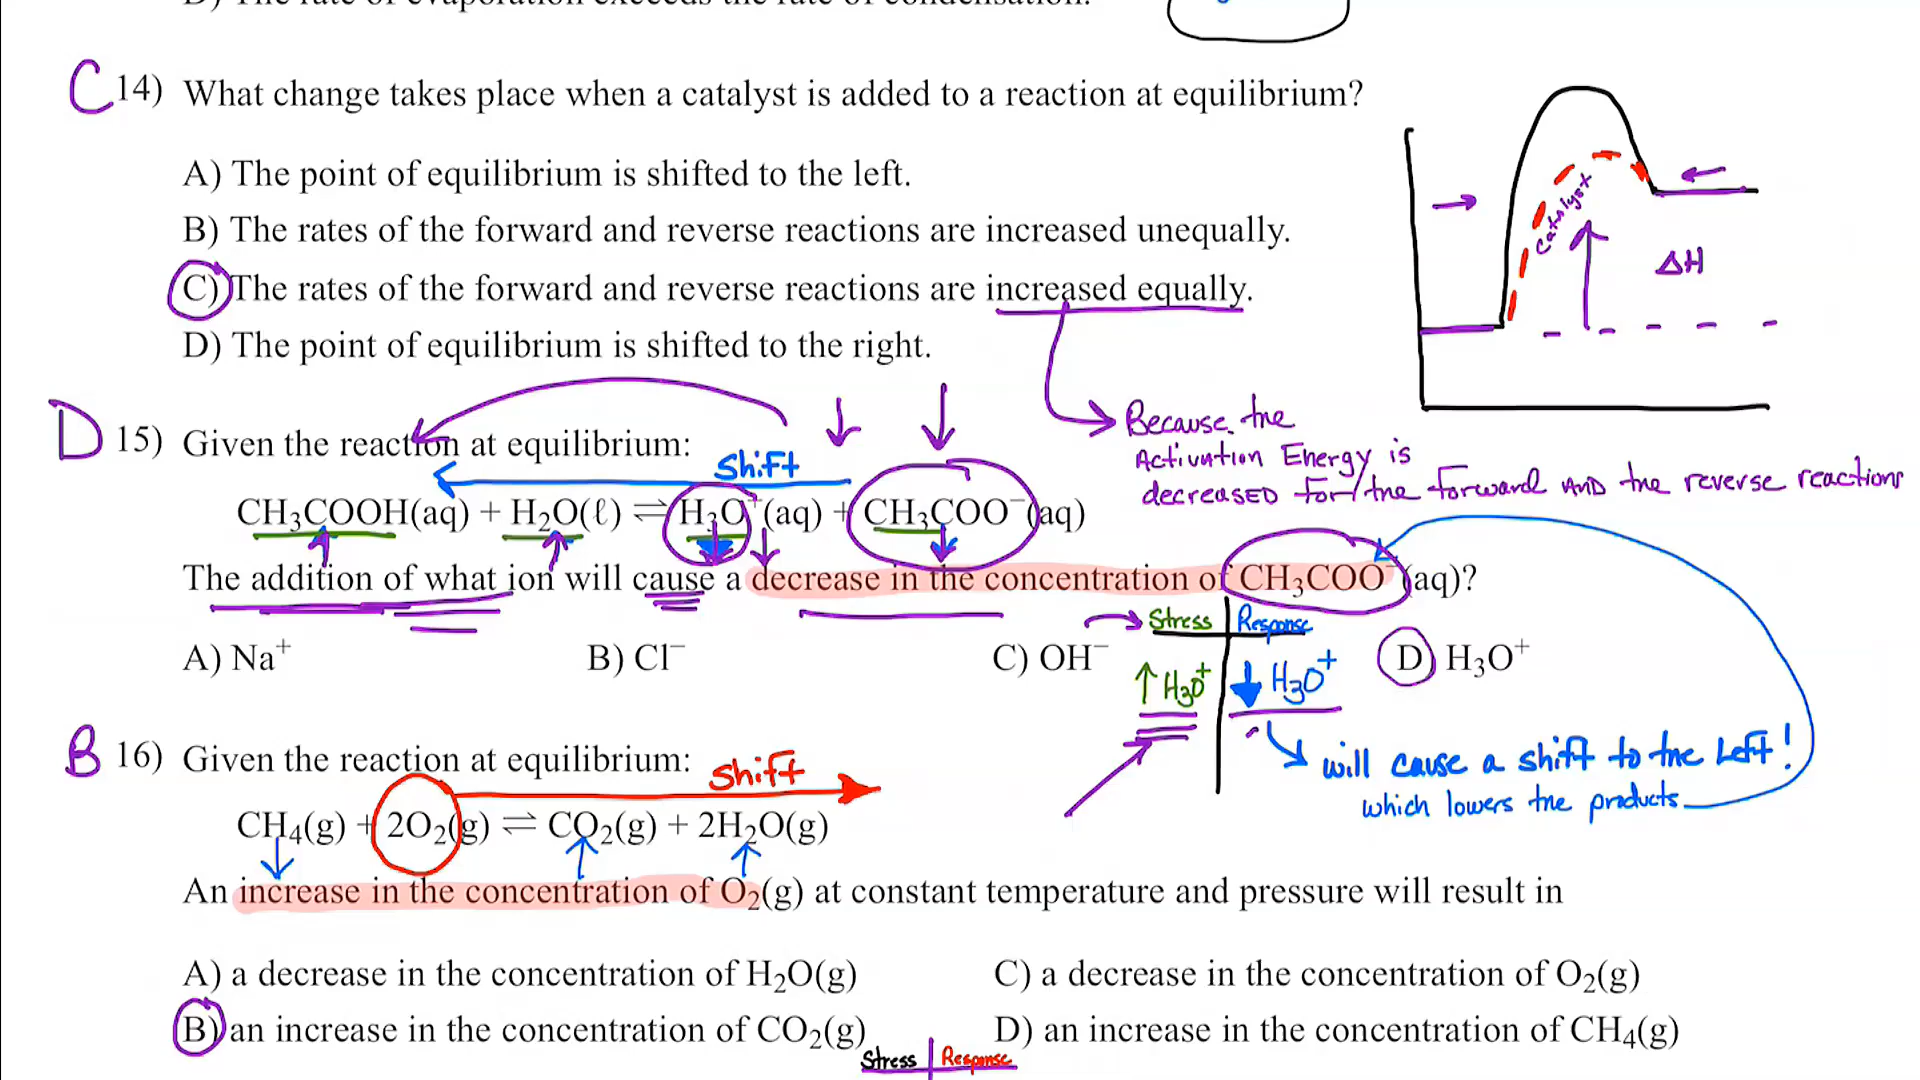 D) The rate of evaporation exceeds the rate of condensation.
C 14) What change takes place when a catalyst is added to a reaction at equilibrium?
A) The point of equilibrium is shifted to the left.
B) The rates of the forward and reverse reactions are increased unequally.
C) The rates of the forward and reverse reactions are increased equally.
D) The point of equilibrium is shifted to the right.
Catalyst
ΔH
Because the
Activation Energy is
decreased for the forward AND the reverse reactions
D 15) Given the reaction at equilibrium:
Shift
CH₃COOH(aq) + H₂O(ℓ) ⇌ H₃O⁺(aq) + CH₃COO⁻(aq)
The addition of what ion will cause a decrease in the concentration of CH₃COO⁻(aq)?
Stress | Response
A) Na⁺ B) Cl⁻ C) OH⁻ D) H₃O⁺
↑ H₃O⁺ | ↓ H₃O⁺
will cause a shift to the Left!
which lowers the products
B 16) Given the reaction at equilibrium:
Shift
CH₄(g) + 2O₂(g) ⇌ CO₂(g) + 2H₂O(g)
An increase in the concentration of O₂(g) at constant temperature and pressure will result in
A) a decrease in the concentration of H₂O(g) C) a decrease in the concentration of O₂(g)
B) an increase in the concentration of CO₂(g) D) an increase in the concentration of CH₄(g)
Stress | Response